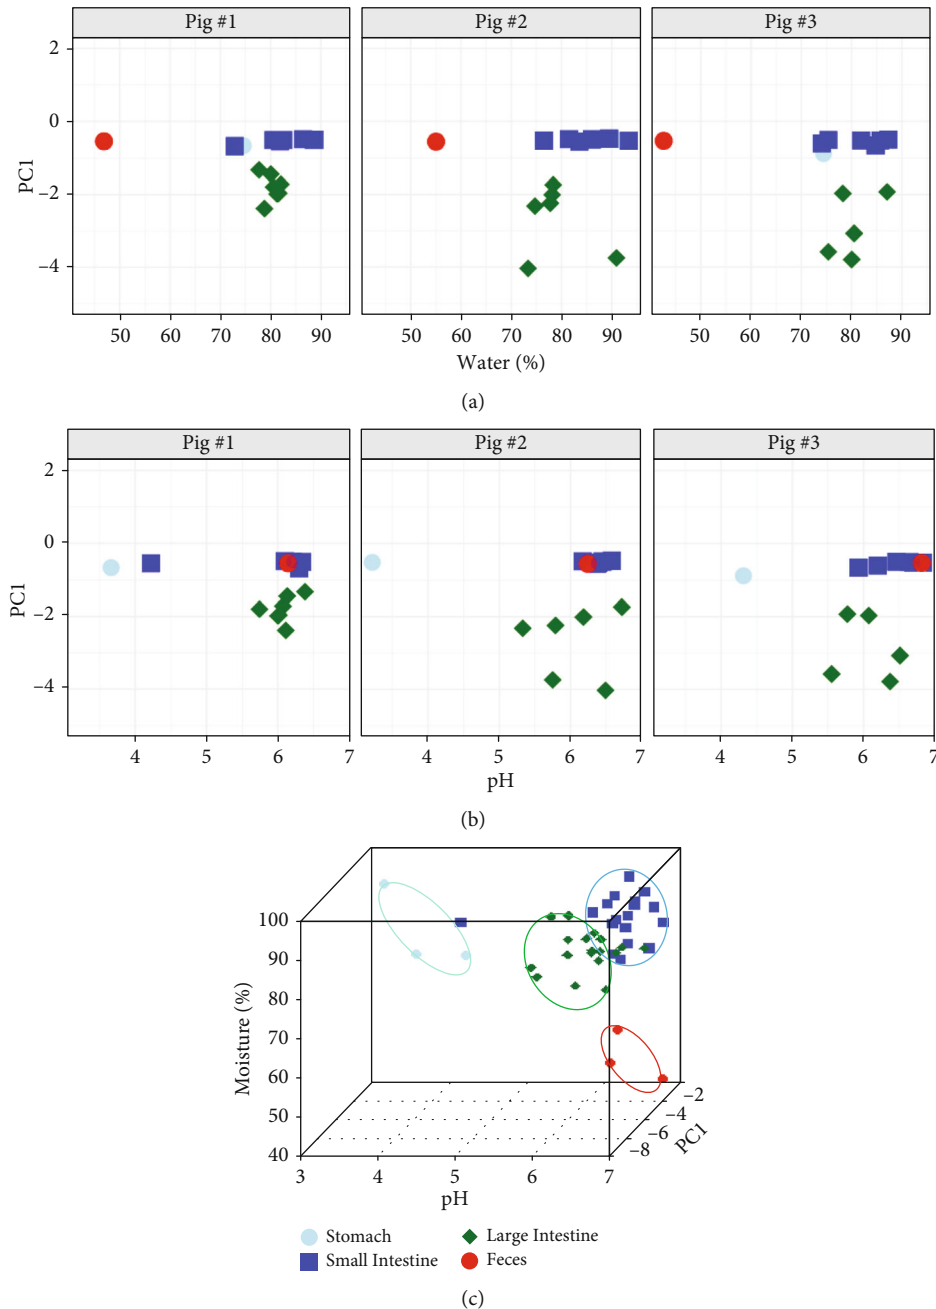 Pig #1 Pig #2 Pig #3
2
0
−2
−4
PC1
50 60 70 80 90 50 60 70 80 90 50 60 70 80 90
Water (%)
(a)
Pig #1 Pig #2 Pig #3
2
0
−2
−4
PC1
4 5 6 7 4 5 6 7 4 5 6 7
pH
(b)
100
90
80
70
60
50
40
Moisture (%)
−2
−4
−6
−8
PC1
3 4 5 6 7
pH
Stomach Large Intestine
Small Intestine Feces
(c)